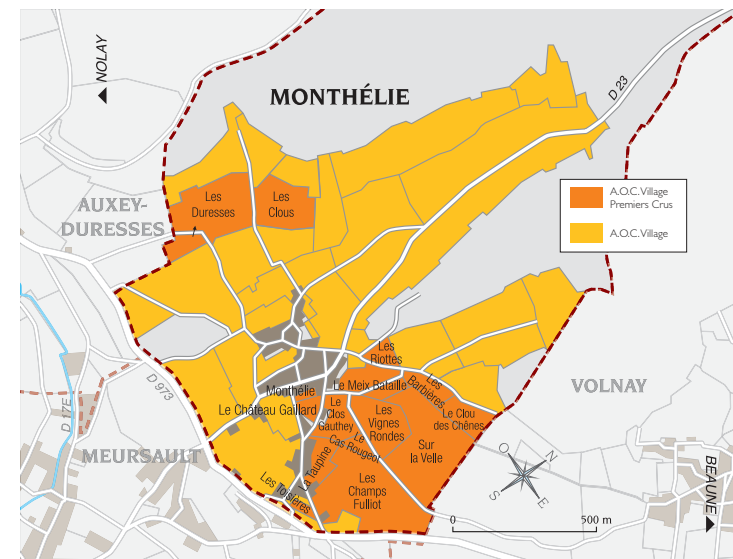 NOLAY
MONTHÉLIE
D 23
A.O.C. Village
Premiers Crus
A.O.C. Village
Les
Duresses
Les
Clous
AUXEY-
DURESSES
Les
Riottes
Le Meix Bataille
Les
Barbières
VOLNAY
Monthélie
Le Château Gaillard
Le
Clos
Gauthey
Les
Vignes
Rondes
Le Clou
des Chênes
D 973
D 17E
Le
Cas Rougeot
Sur
la Velle
MEURSAULT
La Taupine
Les Toisières
Les
Champs
Fulliot
O
N
S
E
BEAUNE
0
500 m